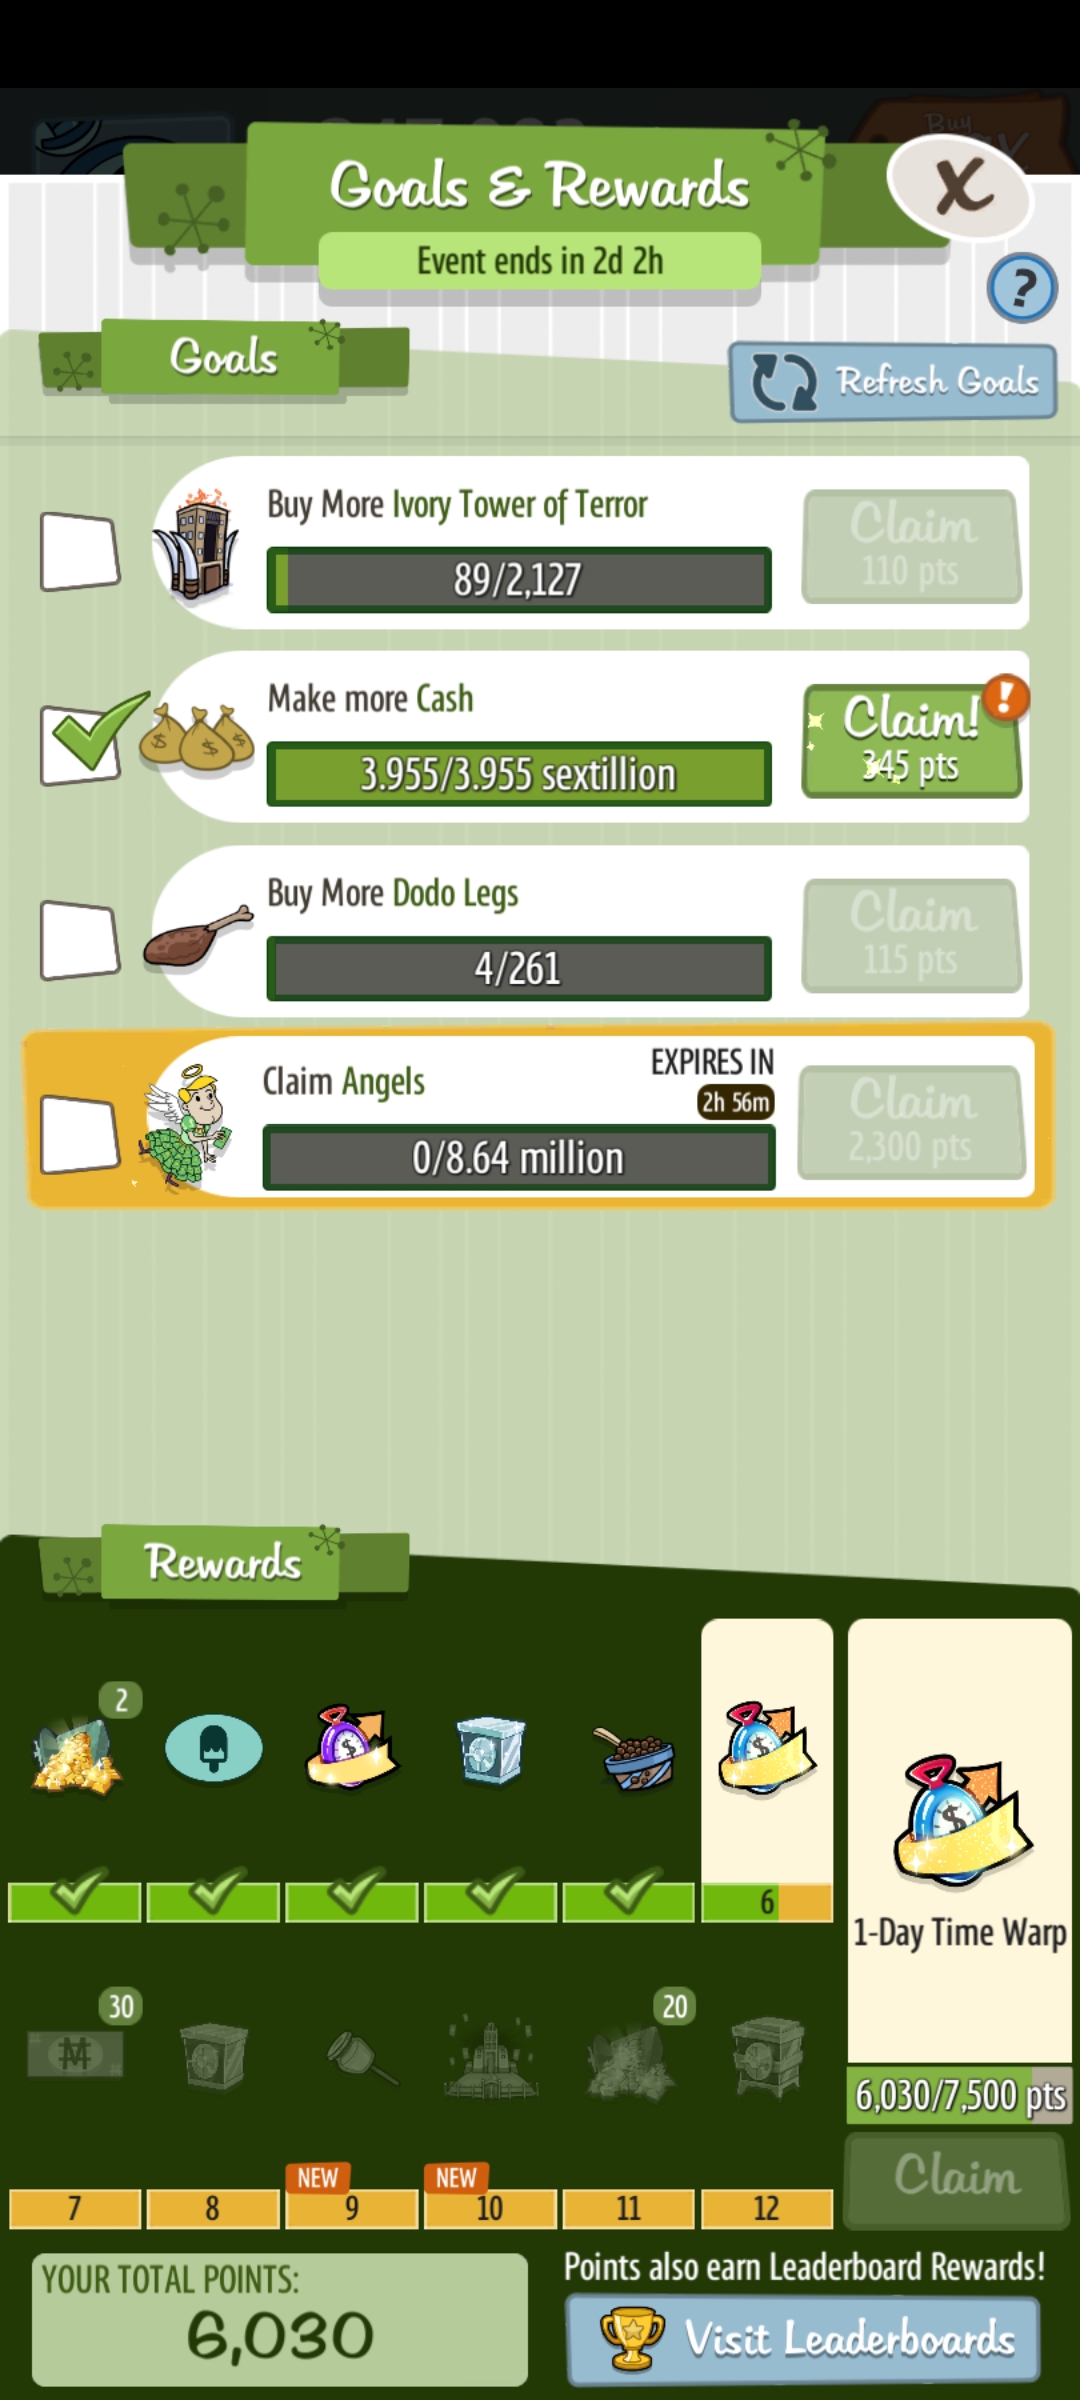 Buy
Goals & Rewards
X
Event ends in 2d 2h
?
Goals
Refresh Goals
Buy More Ivory Tower of Terror
89/2,127
Claim
110 pts
Make more Cash
3.955/3.955 sextillion
Claim!
345 pts
!
Buy More Dodo Legs
4/261
Claim
115 pts
Claim Angels
EXPIRES IN
2h 56m
0/8.64 million
Claim
2,300 pts
Rewards
2
6
1-Day Time Warp
30
20
6,030/7,500 pts
NEW
NEW
7
8
9
10
11
12
Claim
YOUR TOTAL POINTS:
6,030
Points also earn Leaderboard Rewards!
Visit Leaderboards